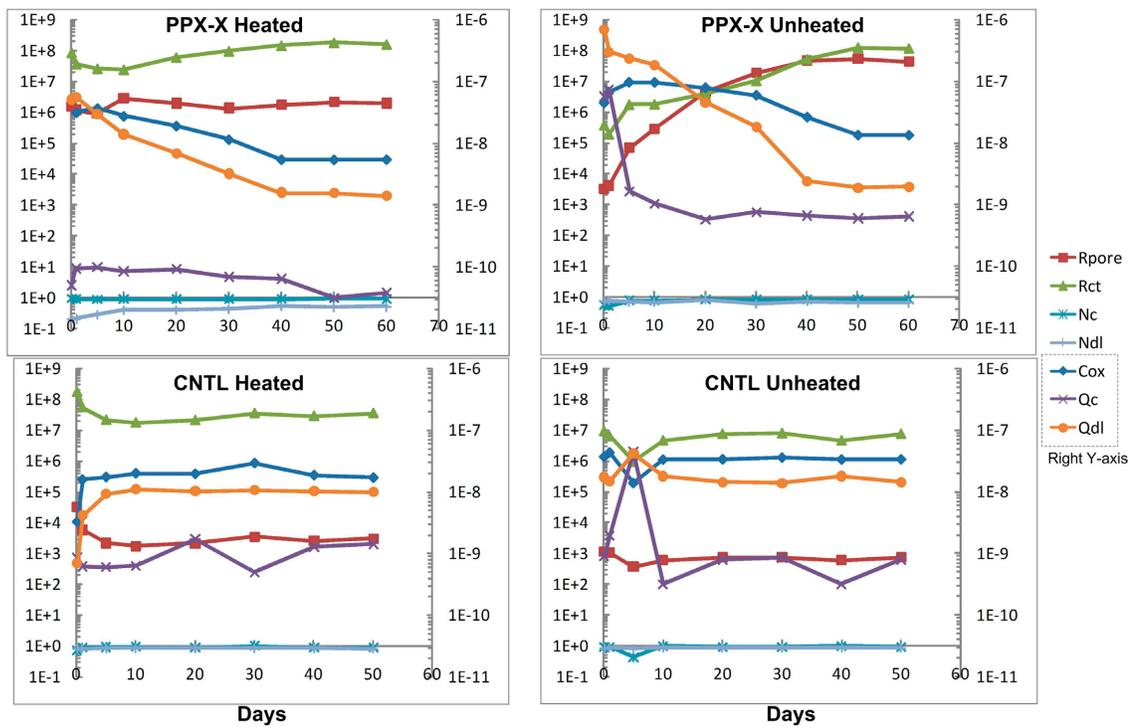 PPX-X Heated
1E+9
1E+8
1E+7
1E+6
1E+5
1E+4
1E+3
1E+2
1E+1
1E+0
1E-1
0 10 20 30 40 50 60 70
1E-6
1E-7
1E-8
1E-9
1E-10
1E-11
PPX-X Unheated
1E+9
1E+8
1E+7
1E+6
1E+5
1E+4
1E+3
1E+2
1E+1
1E+0
1E-1
0 10 20 30 40 50 60 70
1E-6
1E-7
1E-8
1E-9
1E-10
1E-11
CNTL Heated
1E+9
1E+8
1E+7
1E+6
1E+5
1E+4
1E+3
1E+2
1E+1
1E+0
1E-1
0 10 20 30 40 50 60
1E-6
1E-7
1E-8
1E-9
1E-10
1E-11
Days
CNTL Unheated
1E+9
1E+8
1E+7
1E+6
1E+5
1E+4
1E+3
1E+2
1E+1
1E+0
1E-1
0 10 20 30 40 50 60
1E-6
1E-7
1E-8
1E-9
1E-10
1E-11
Days
Rpore
Rct
Nc
Ndl
Cox
Qc
Qdl
Right Y-axis